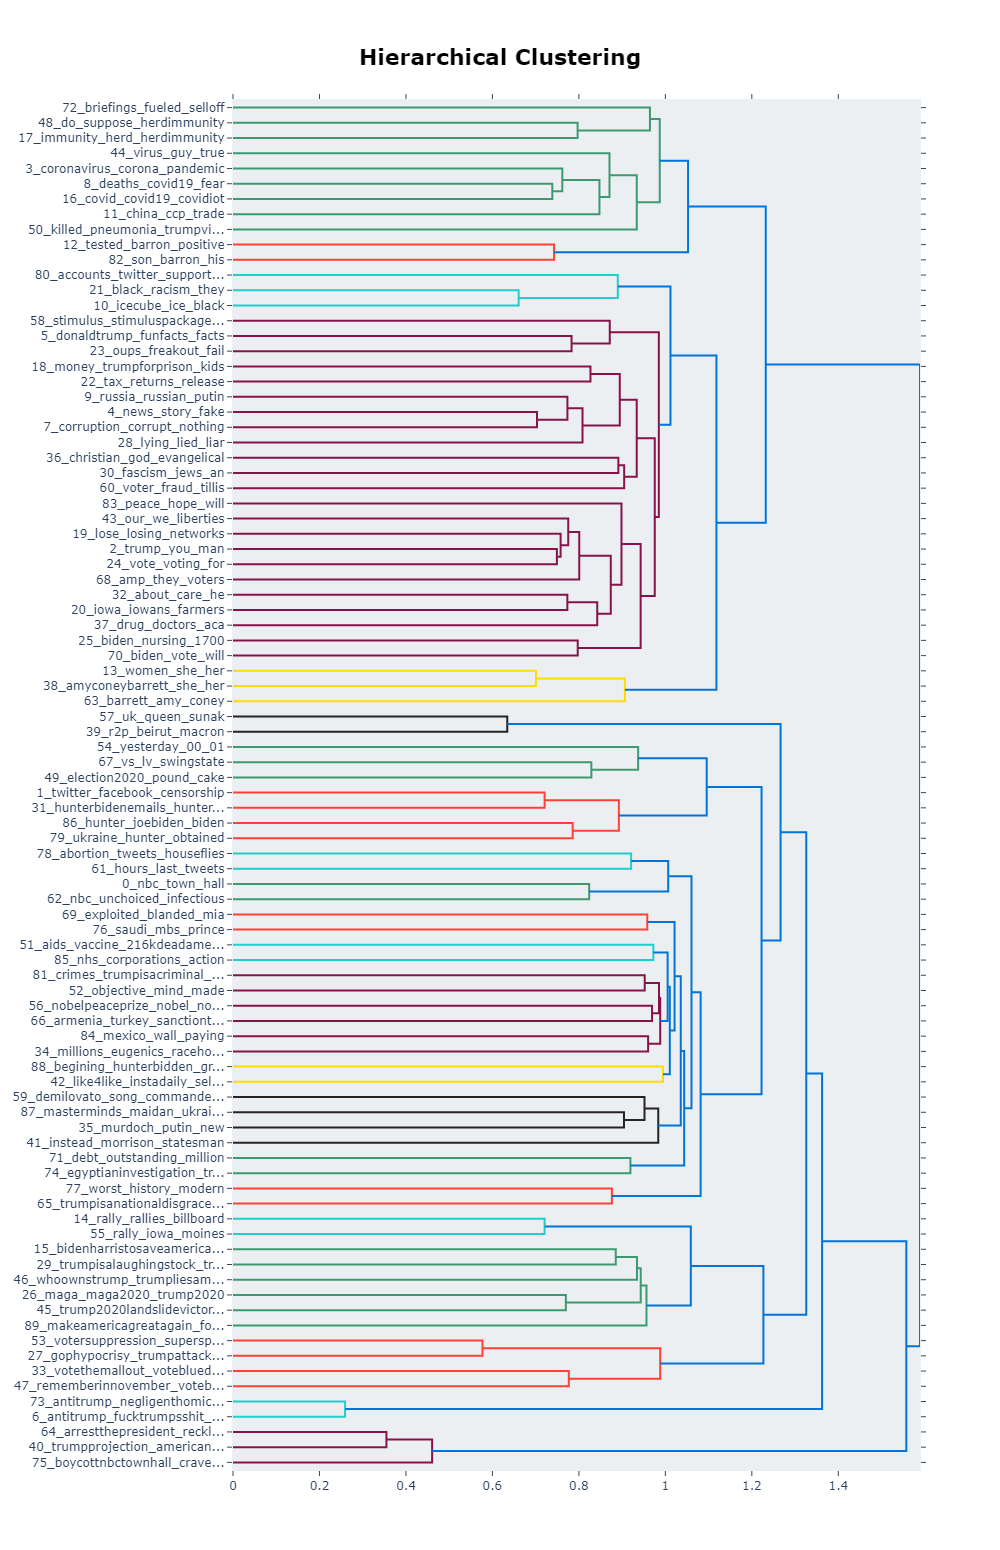 Hierarchical Clustering
72_briefings_fueled_selloff
48_do_suppose_herdimmunity
17_immunity_herd_herdimmunity
44_virus_guy_true
3_coronavirus_corona_pandemic
8_deaths_covid19_fear
16_covid_covid19_covidiot
11_china_ccp_trade
50_killed_pneumonia_trumpvi...
12_tested_barron_positive
82_son_barron_his
80_accounts_twitter_support...
21_black_racism_they
10_icecube_ice_black
58_stimulus_stimuluspackage...
5_donaldtrump_funfacts_facts
23_oups_freakout_fail
18_money_trumpforprison_kids
22_tax_returns_release
9_russia_russian_putin
4_news_story_fake
7_corruption_corrupt_nothing
28_lying_lied_liar
36_christian_god_evangelical
30_fascism_jews_an
60_voter_fraud_tillis
83_peace_hope_will
43_our_we_liberties
19_lose_losing_networks
2_trump_you_man
24_vote_voting_for
68_amp_they_voters
32_about_care_he
20_iowa_iowans_farmers
37_drug_doctors_aca
25_biden_nursing_1700
70_biden_vote_will
13_women_she_her
38_amyconeybarrett_she_her
63_barrett_amy_coney
57_uk_queen_sunak
39_r2p_beirut_macron
54_yesterday_00_01
67_vs_lv_swingstate
49_election2020_pound_cake
1_twitter_facebook_censorship
31_hunterbidenemails_hunter...
86_hunter_joebiden_biden
79_ukraine_hunter_obtained
78_abortion_tweets_houseflies
61_hours_last_tweets
0_nbc_town_hall
62_nbc_unchoiced_infectious
69_exploited_blanded_mia
76_saudi_mbs_prince
51_aids_vaccine_216kdeadame...
85_nhs_corporations_action
81_crimes_trumpisacriminal_...
52_objective_mind_made
56_nobelpeaceprize_nobel_no...
66_armenia_turkey_sanctiont...
84_mexico_wall_paying
34_millions_eugenics_raceho...
88_begining_hunterbidden_gr...
42_like4like_instadaily_sel...
59_demilovato_song_commande...
87_masterminds_maidan_ukrai...
35_murdoch_putin_new
41_instead_morrison_statesman
71_debt_outstanding_million
74_egyptianinvestigation_tr...
77_worst_history_modern
65_trumpisanationaldisgrace...
14_rally_rallies_billboard
55_rally_iowa_moines
15_bidenharristosaveamerica...
29_trumpisalaughingstock_tr...
46_whoownstrump_trumpliesam...
26_maga_maga2020_trump2020
45_trump2020landslidevictor...
89_makeamericagreatagain_fo...
53_votersuppression_supersp...
27_gophypocrisy_trumpattack...
33_votethemallout_voteblued...
47_rememberinnovember_voteb...
73_antitrump_negligenthomic...
6_antitrump_fucktrumpsshit_...
64_arrestthepresident_reckl...
40_trumpprojection_american...
75_boycottnbctownhall_crave...
0 0.2 0.4 0.6 0.8 1 1.2 1.4